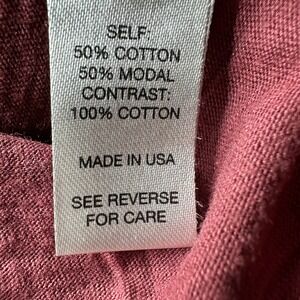 SELF:
50% COTTON
50% MODAL
CONTRAST:
100% COTTON
MADE IN USA
SEE REVERSE
FOR CARE